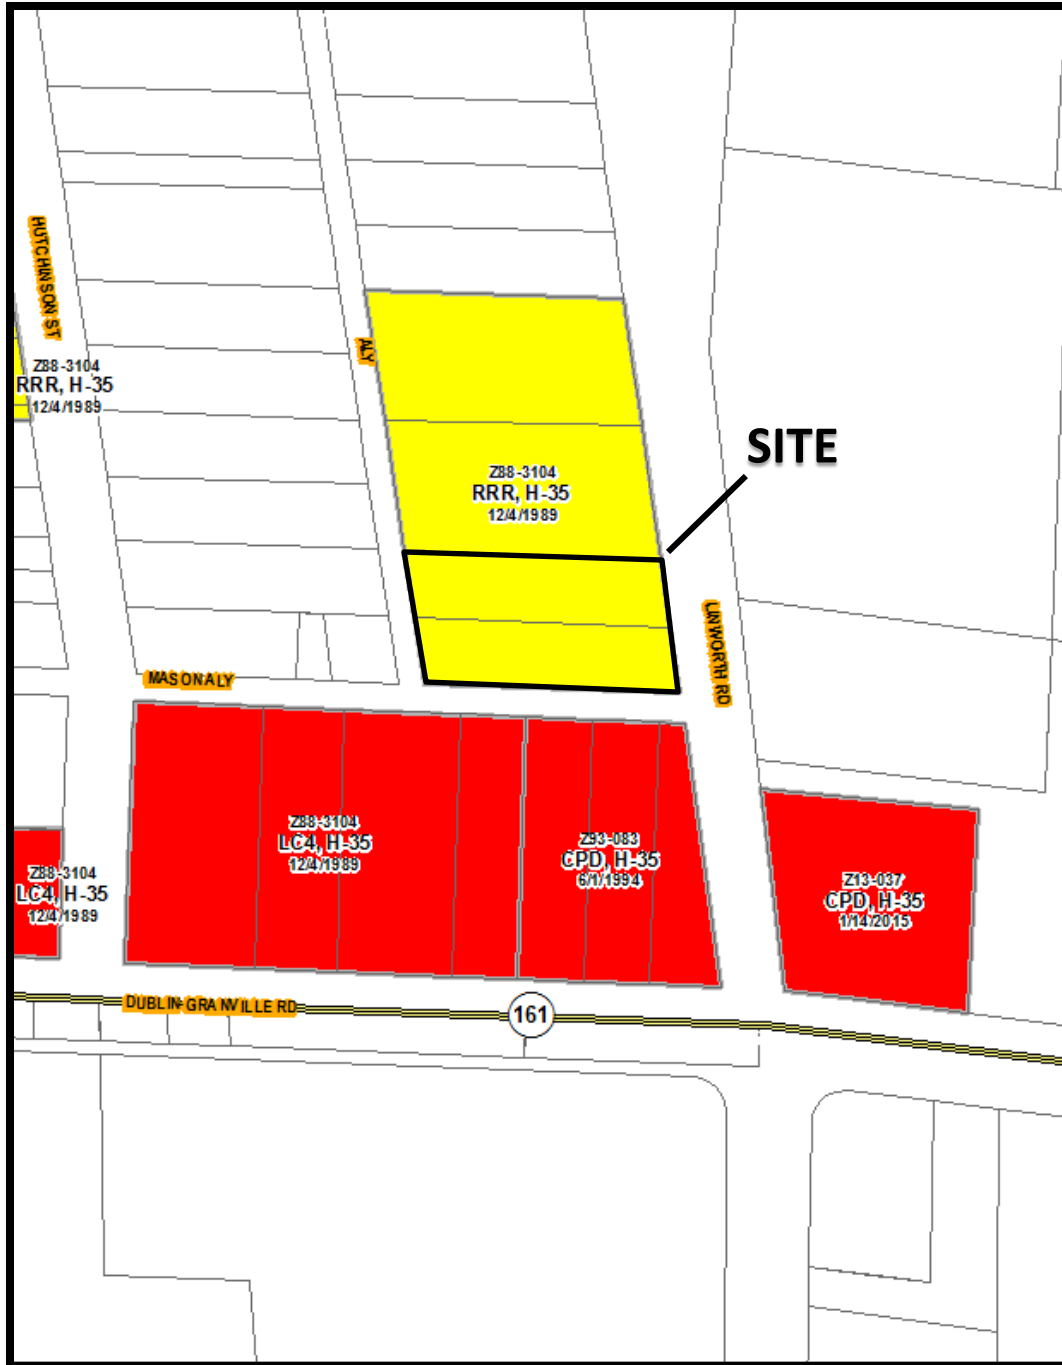 HUTCHINSON ST
Z88-3104
RRR, H-35
12/4/1989
ALY
SITE
Z88-3104
RRR, H-35
12/4/1989
LINWORTH RD
MASON ALY
Z88-3104
LC4, H-35
12/4/1989
Z93-083
CPD, H-35
6/1/1994
Z88-3104
LC4, H-35
12/4/1989
Z13-037
CPD, H-35
1/14/2015
DUBLIN-GRANVILLE RD
161